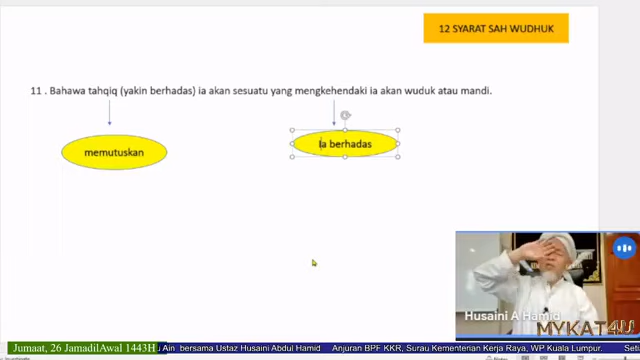 12 SYARAT SAH WUDHUK
11 . Bahawa tahqiq (yakin berhadas) ia akan sesuatu yang mengkehendaki ia akan wuduk atau mandi.
memutuskan
ia berhadas
Husaini A Hamid
MYKAT4U
Jumaat, 26 JamadilAwal 1443H
Ain bersama Ustaz Husaini Abdul Hamid Anjuran BPF KKR, Surau Kementerian Kerja Raya, WP Kuala Lumpur.